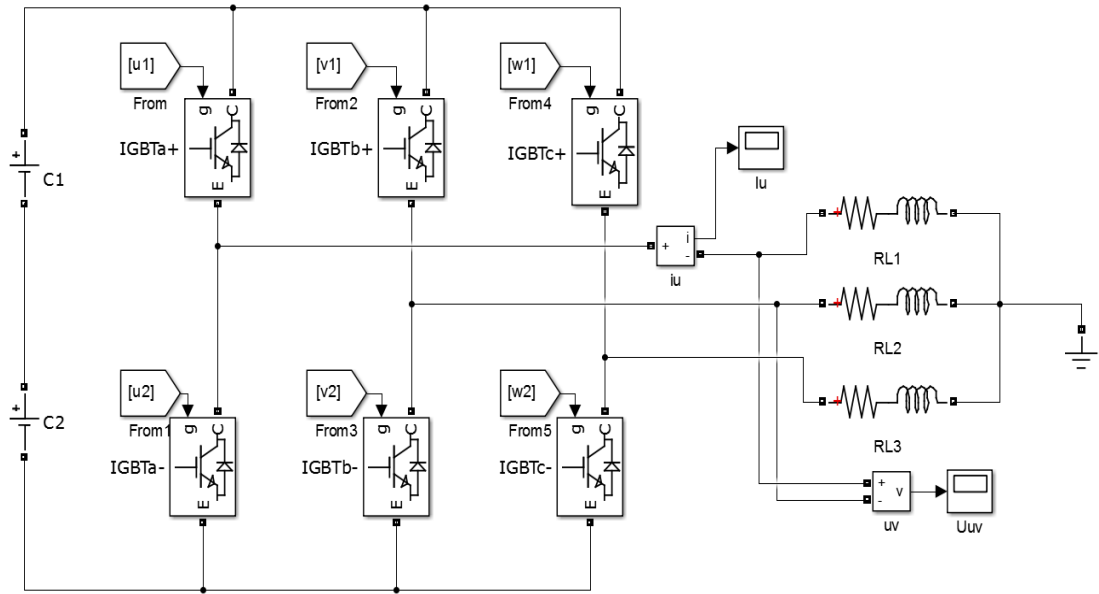 [u1]
[v1]
[w1]
From
From2
From4
g
C
g
C
g
C
IGBTa+
IGBTb+
IGBTc+
E
E
E
+
C1
Iu
+
i
-
iu
+
RL1
+
RL2
+
RL3
[u2]
[v2]
[w2]
From1
From3
From5
g
C
g
C
g
C
+
C2
IGBTa-
IGBTb-
IGBTc-
E
E
E
+
-
v
uv
Uuv